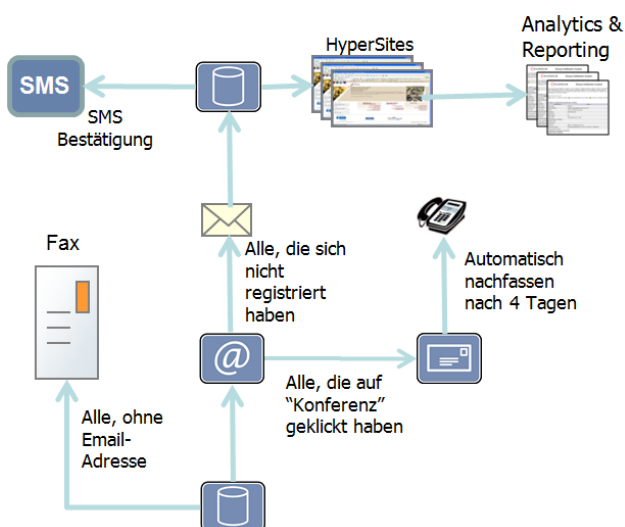 Analytics &
Reporting
HyperSites
SMS
SMS
Bestätigung
Fax
Alle, die sich
nicht
registriert
haben
Automatisch
nachfassen
nach 4 Tagen
@
Alle, die auf
“Konferenz”
geklickt haben
Alle, ohne
Email-
Adresse